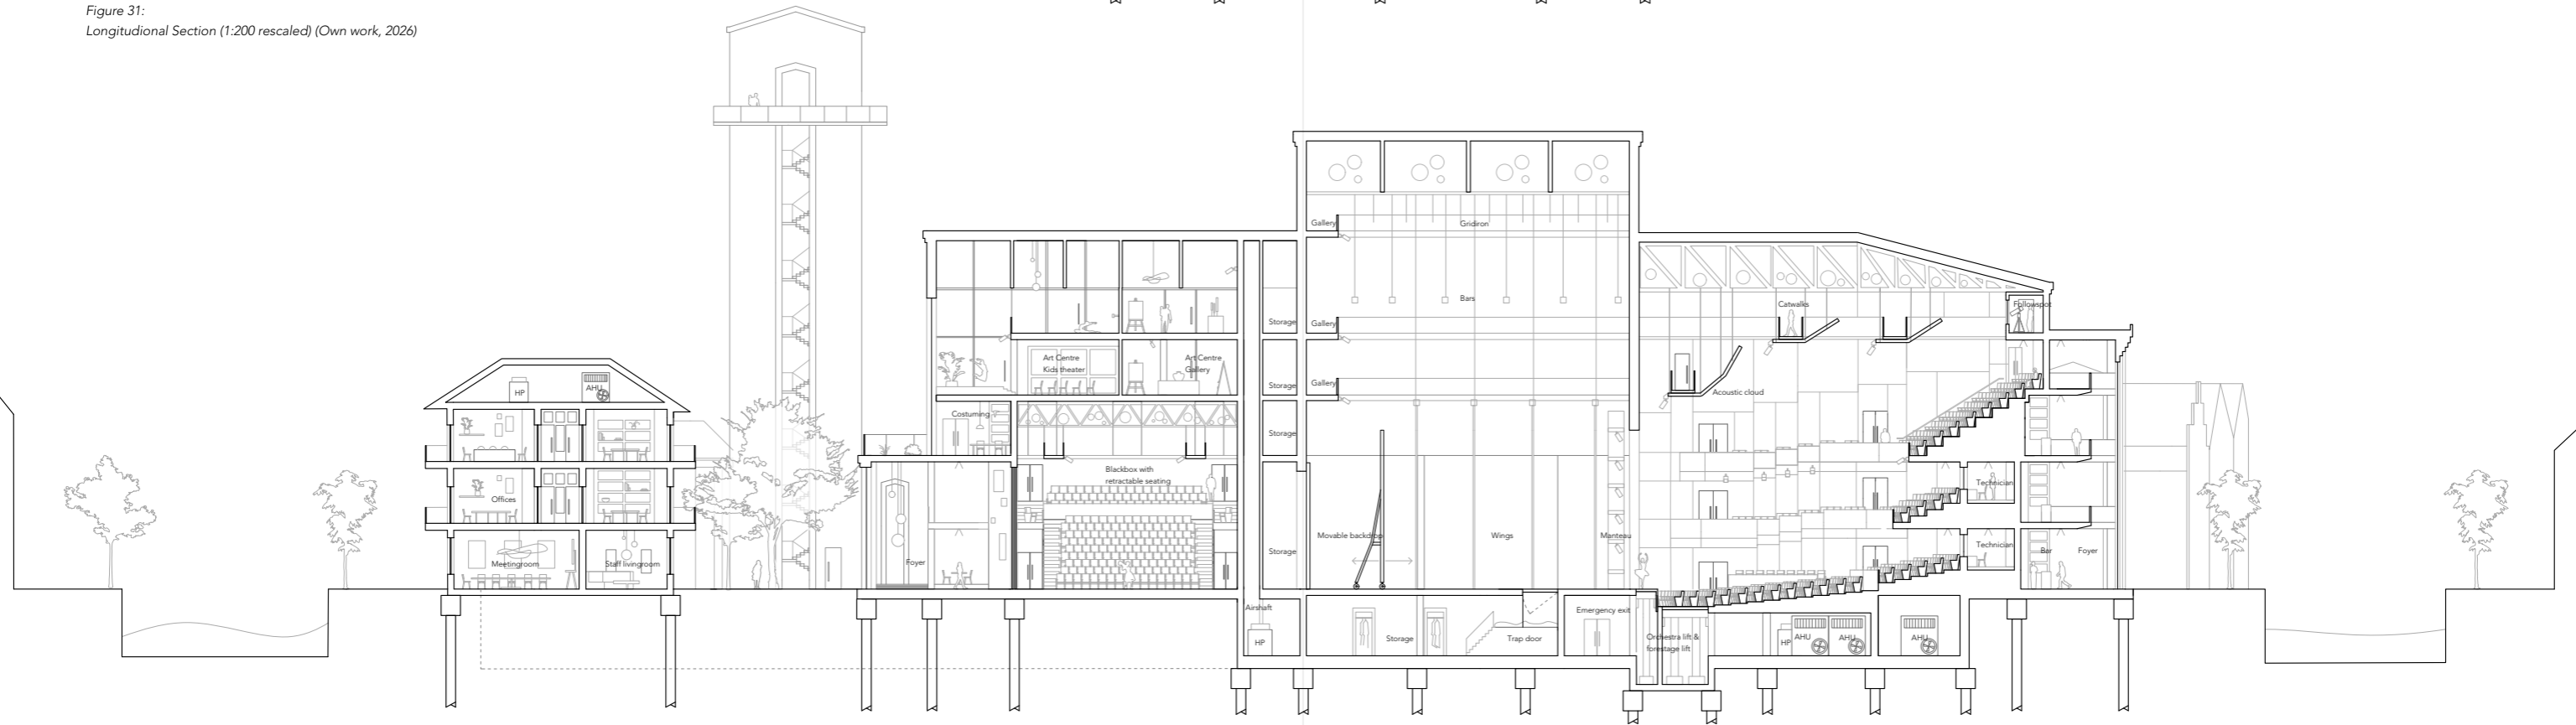 Figure 31:
Longitudional Section (1:200 rescaled) (Own work, 2026)
Gallery
Gridiron
Bars
Catwalks
Followspot
Storage
Gallery
Art Centre
Kids theater
Art Centre
Gallery
Storage
Gallery
Acoustic cloud
HP
AHU
Costuming
Storage
Blackbox with
retractable seating
Technician
Offices
Storage
Movable backdrop
Wings
Manteau
Technician
Bar
Foyer
Meetingroom
Staff livingroom
Foyer
Airshaft
HP
Storage
Trap door
Emergency exit
Orchestra lift &
forestage lift
HP
AHU
AHU
AHU